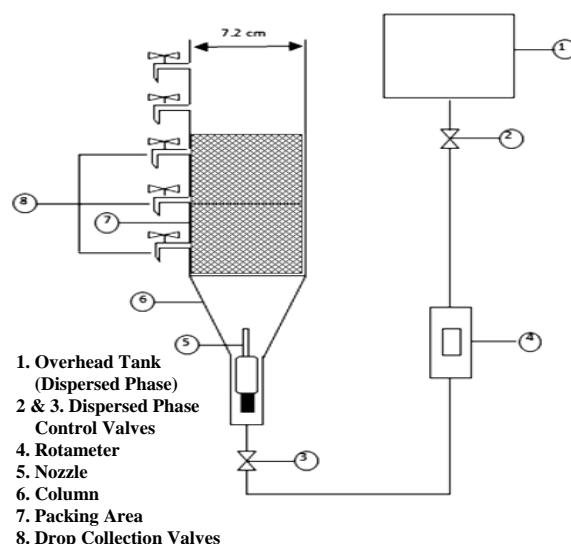 7.2 cm
1
2
8
7
6
5
4
3
1. Overhead Tank
(Dispersed Phase)
2 & 3. Dispersed Phase
Control Valves
4. Rotameter
5. Nozzle
6. Column
7. Packing Area
8. Drop Collection Valves